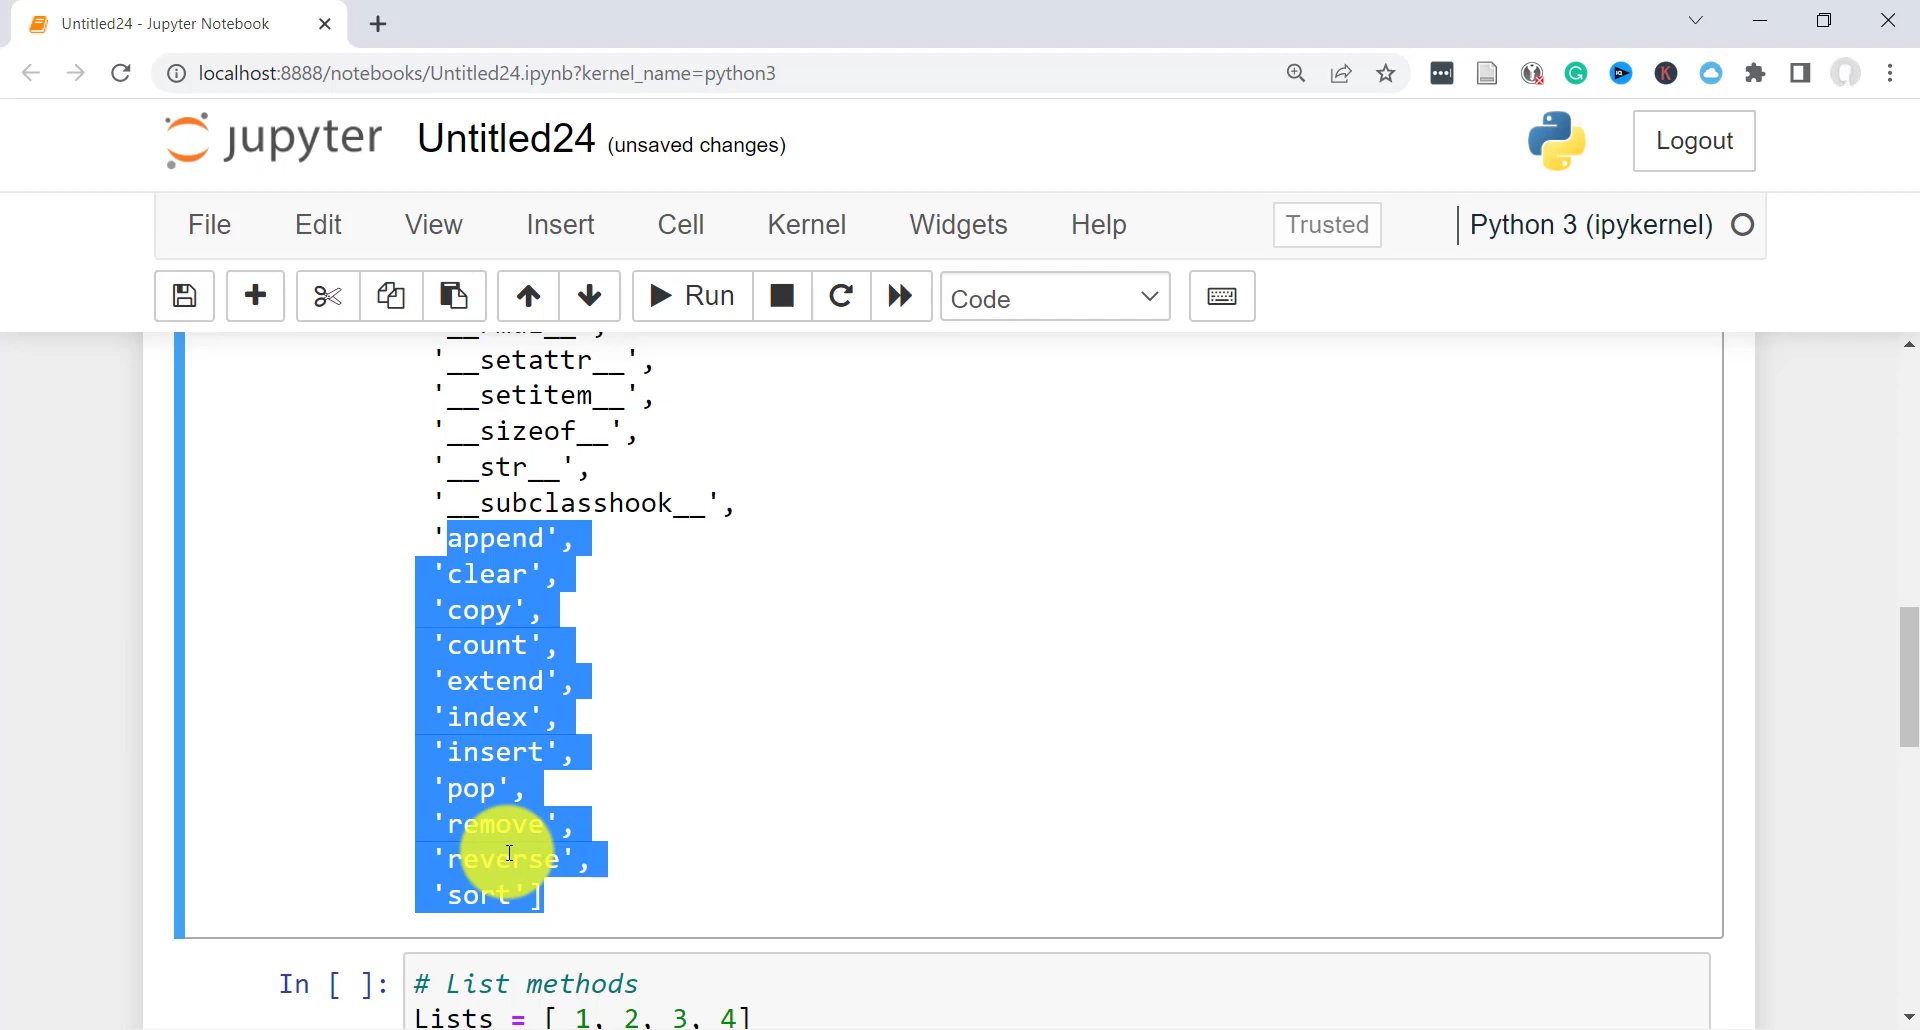 Untitled24 - Jupyter Notebook
localhost:8888/notebooks/Untitled24.ipynb?kernel_name=python3
jupyter Untitled24 (unsaved changes)
Logout
File Edit View Insert Cell Kernel Widgets Help Trusted Python 3 (ipykernel)
Run Code
'__setattr__',
'__setitem__',
'__sizeof__',
'__str__',
'__subclasshook__',
'append',
'clear',
'copy',
'count',
'extend',
'index',
'insert',
'pop',
'remove',
'reverse',
'sort']
In [ ]: # List methods
Lists = [ 1, 2, 3, 4]